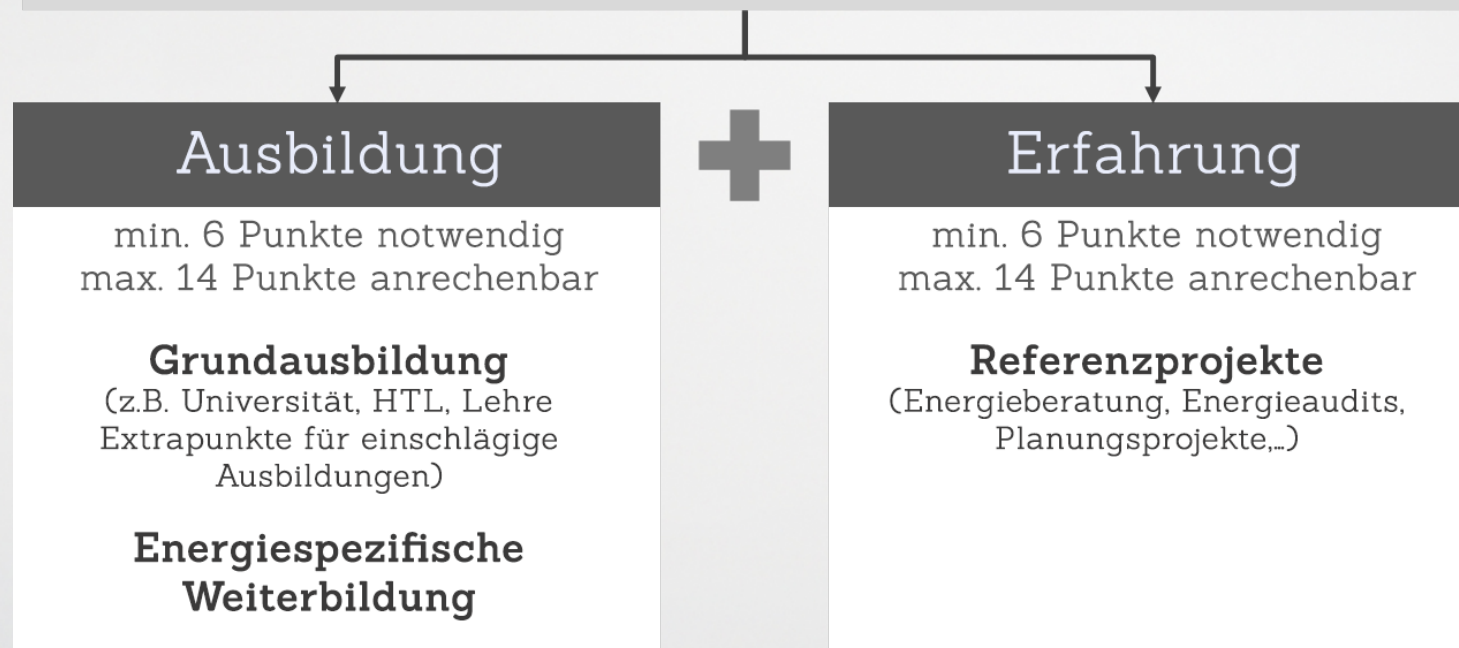 Ausbildung
min. 6 Punkte notwendig
max. 14 Punkte anrechenbar
Grundausbildung
(z.B. Universität, HTL, Lehre
Extrapunkte für einschlägige
Ausbildungen)
Energiespezifische
Weiterbildung
Erfahrung
min. 6 Punkte notwendig
max. 14 Punkte anrechenbar
Referenzprojekte
(Energieberatung, Energieaudits,
Planungsprojekte,…)